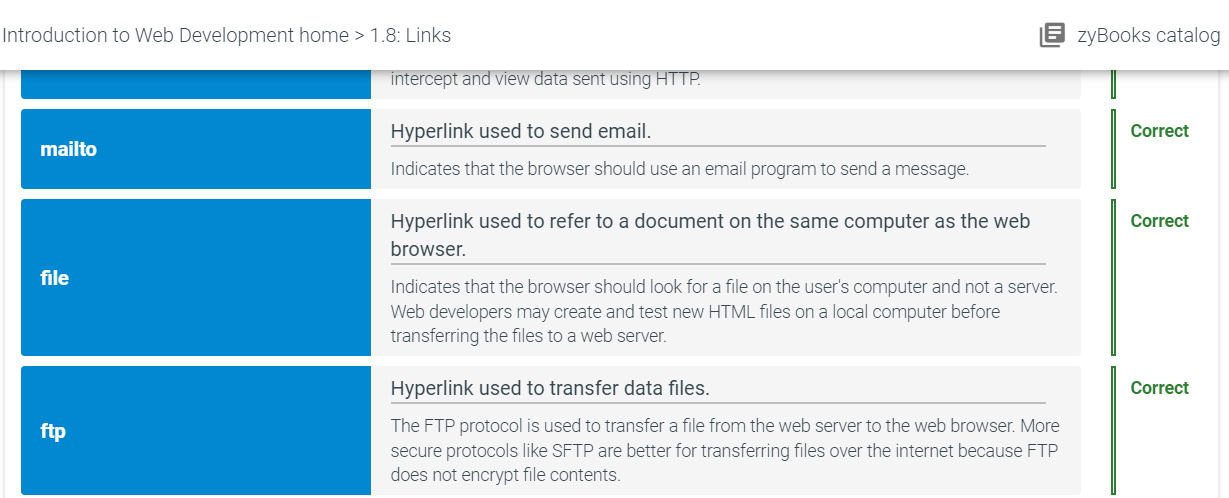 Introduction to Web Development home > 1.8: Links
zyBooks catalog
intercept and view data sent using HTTP.
mailto
Hyperlink used to send email.
Correct
Indicates that the browser should use an email program to send a message.
file
Hyperlink used to refer to a document on the same computer as the web
browser.
Correct
Indicates that the browser should look for a file on the user's computer and not a server.
Web developers may create and test new HTML files on a local computer before
transferring the files to a web server.
ftp
Hyperlink used to transfer data files.
Correct
The FTP protocol is used to transfer a file from the web server to the web browser. More
secure protocols like SFTP are better for transferring files over the internet because FTP
does not encrypt file contents.